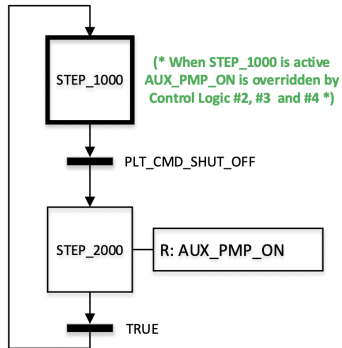 STEP_1000
(* When STEP_1000 is active
AUX_PMP_ON is overridden by
Control Logic #2, #3 and #4 *)
PLT_CMD_SHUT_OFF
STEP_2000
R: AUX_PMP_ON
TRUE